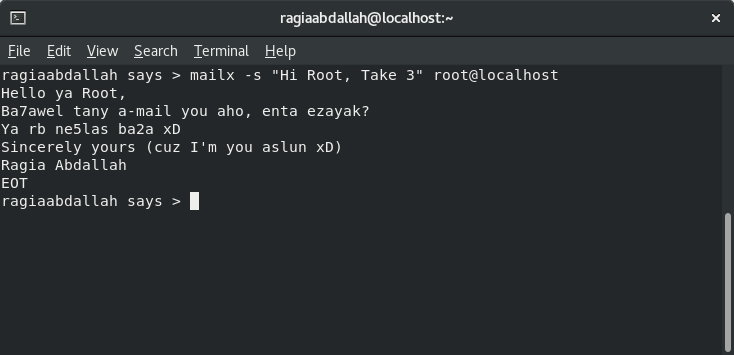 ragiaabdallah@localhost:~
File Edit View Search Terminal Help
ragiaabdallah says > mailx -s "Hi Root, Take 3" root@localhost
Hello ya Root,
Ba7awel tany a-mail you aho, enta ezayak?
Ya rb ne5las ba2a xD
Sincerely yours (cuz I'm you aslun xD)
Ragia Abdallah
EOT
ragiaabdallah says >